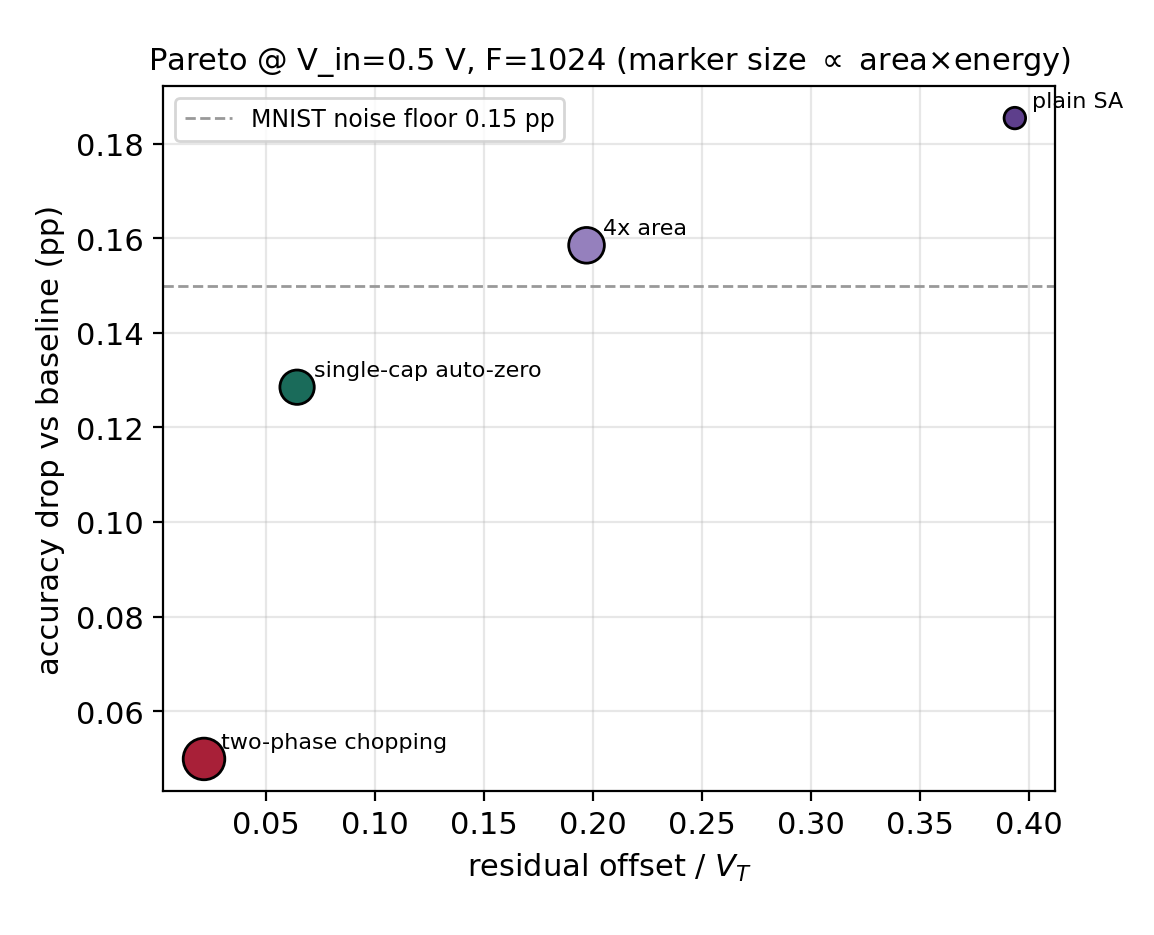 Pareto @ V_in=0.5 V, F=1024 (marker size ∝ area×energy)
MNIST noise floor 0.15 pp
plain SA
4x area
single-cap auto-zero
two-phase chopping
accuracy drop vs baseline (pp)
0.18
0.16
0.14
0.12
0.10
0.08
0.06
0.05 0.10 0.15 0.20 0.25 0.30 0.35 0.40
residual offset / V_T